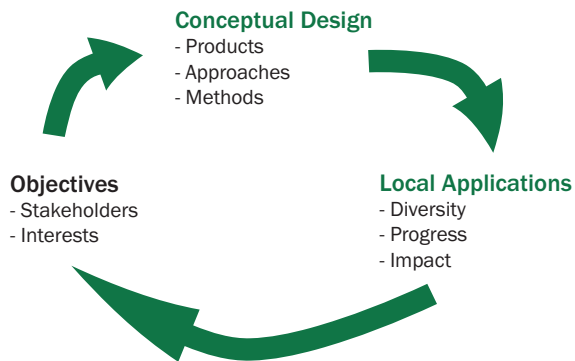 Conceptual Design
- Products
- Approaches
- Methods
Objectives
- Stakeholders
- Interests
Local Applications
- Diversity
- Progress
- Impact